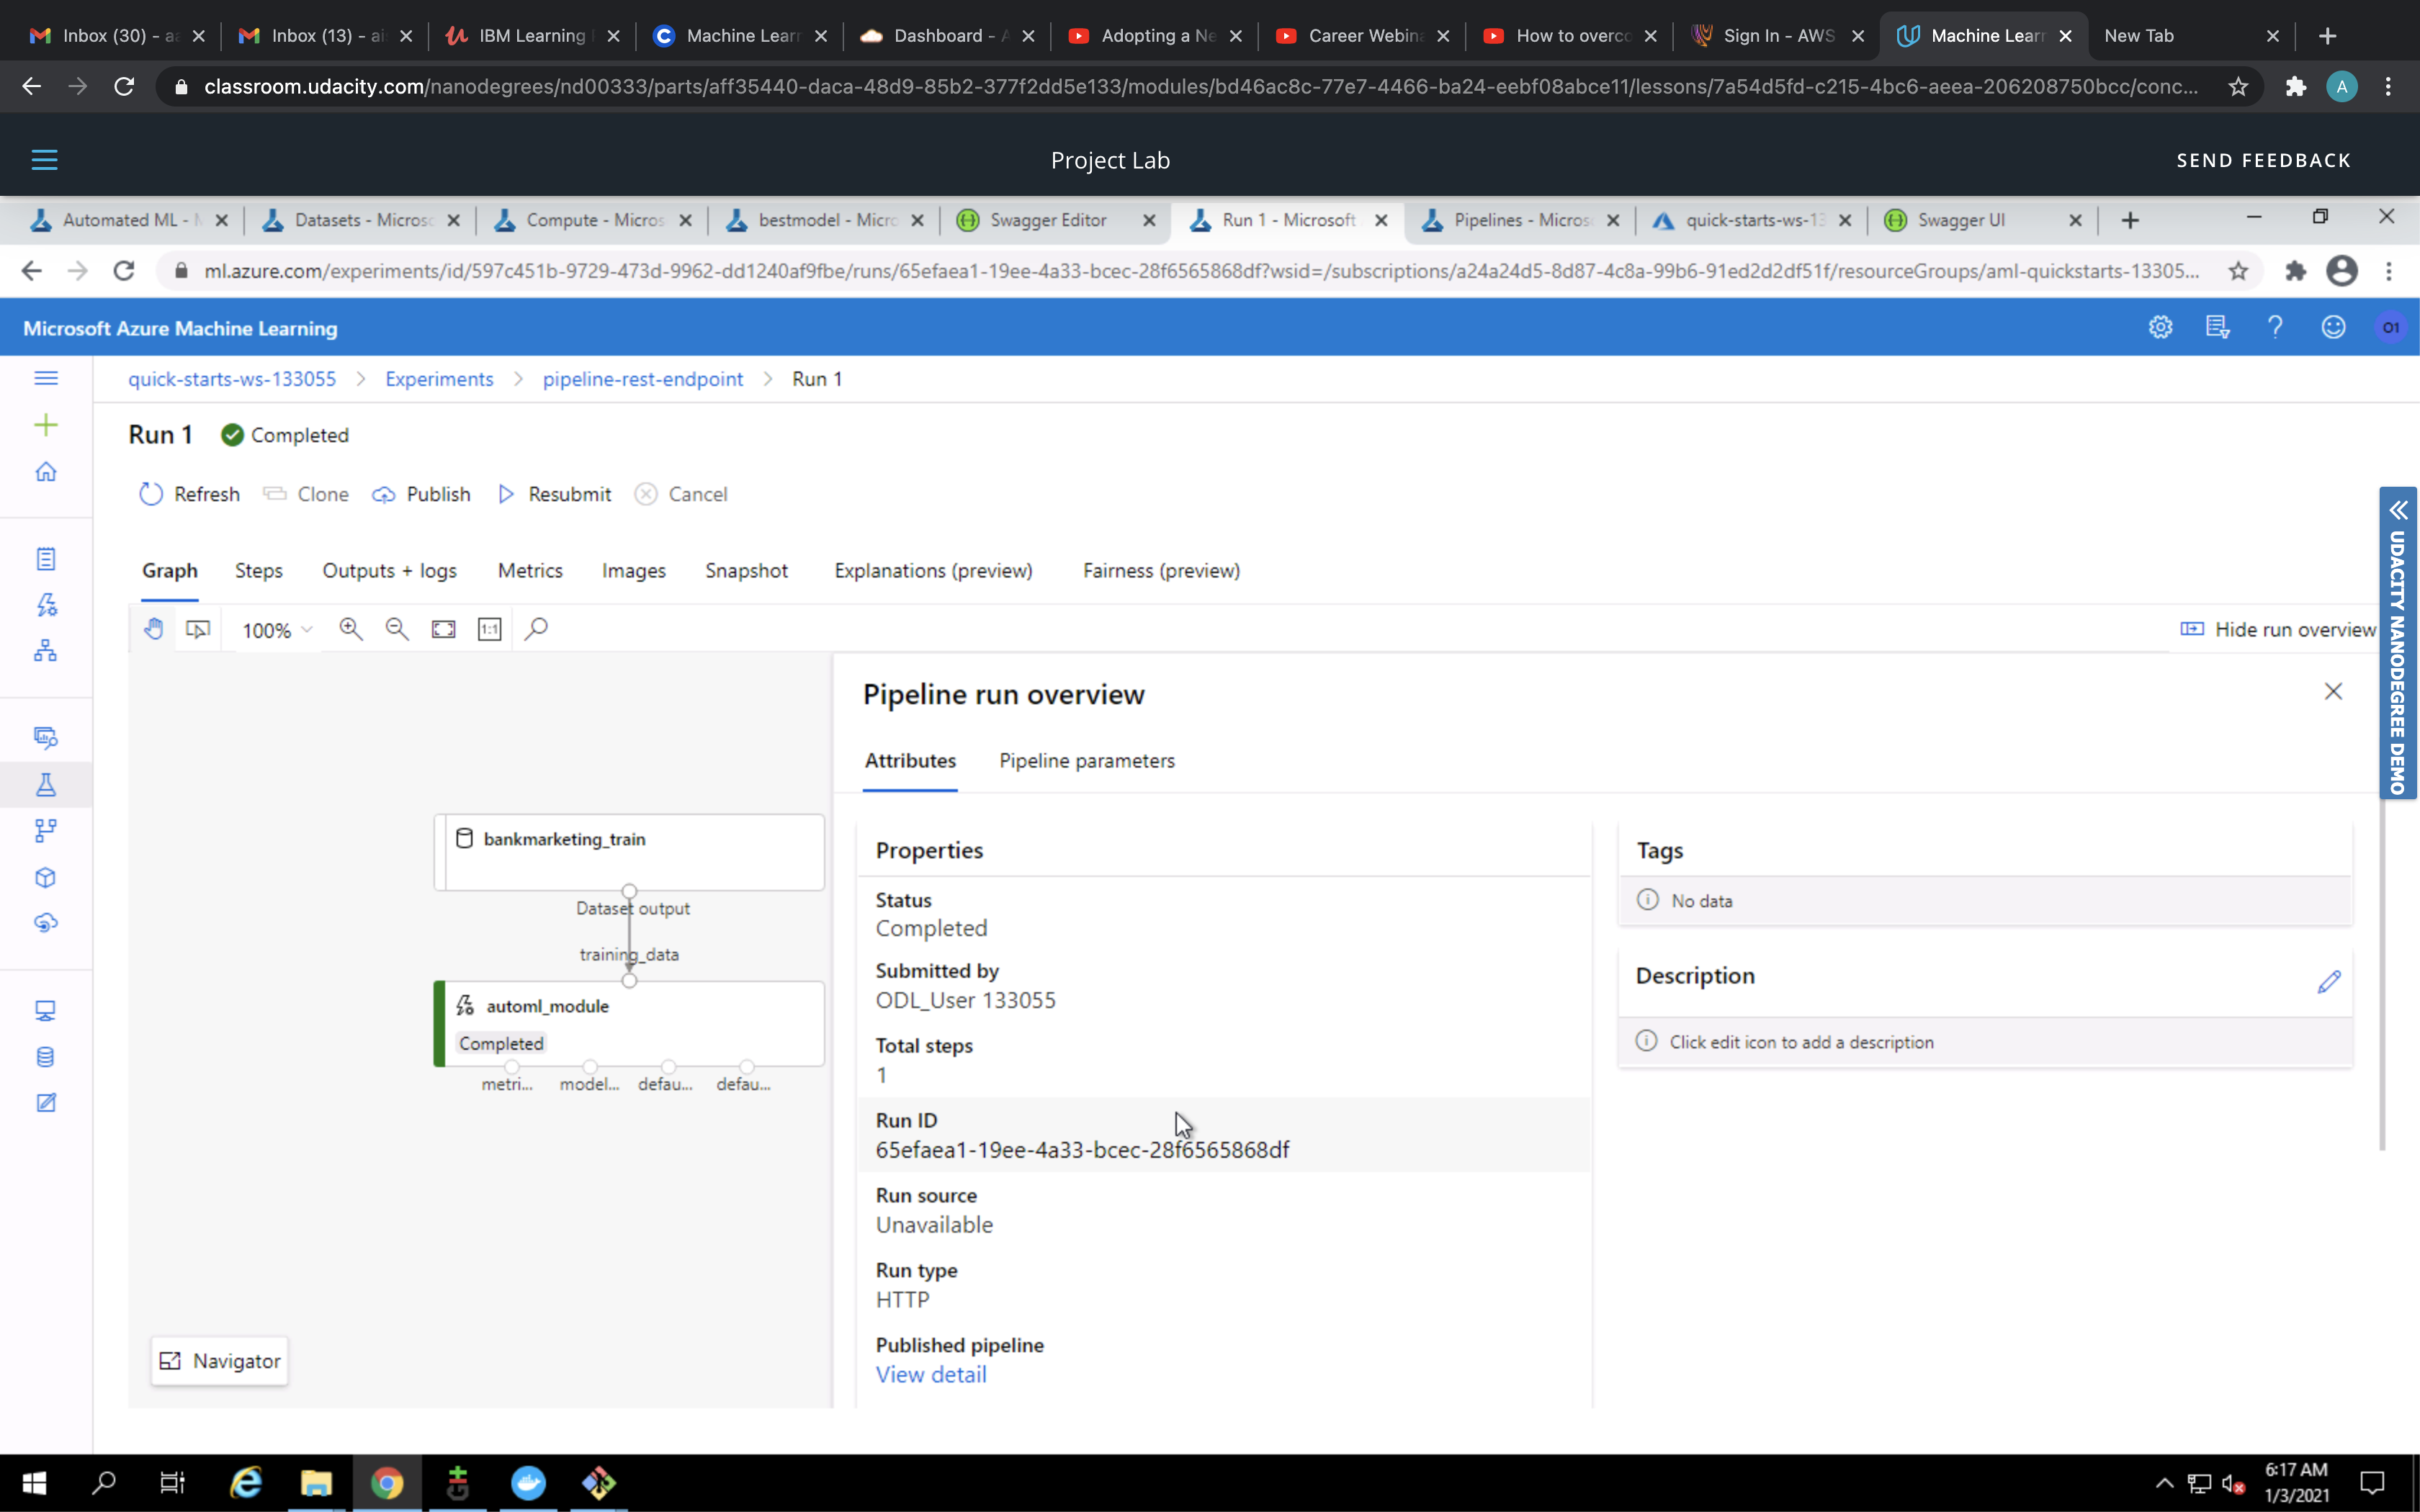 Inbox (30) - aa
Inbox (13) - ai
IBM Learning
Machine Lear
Dashboard - A
Adopting a Ne
Career Webina
How to overco
Sign In - AWS
Machine Lear
New Tab
classroom.udacity.com/nanodegrees/nd00333/parts/aff35440-daca-48d9-85b2-377f2dd5e133/modules/bd46ac8c-77e7-4466-ba24-eebf08abce11/lessons/7a54d5fd-c215-4bc6-aeea-206208750bcc/conc...
A
Project Lab
SEND FEEDBACK
Automated ML - M
Datasets - Microsc
Compute - Micros
bestmodel - Micro
Swagger Editor
Run 1 - Microsoft
Pipelines - Micros
quick-starts-ws-13
Swagger UI
ml.azure.com/experiments/id/597c451b-9729-473d-9962-dd1240af9fbe/runs/65efaea1-19ee-4a33-bcec-28f6565868df?wsid=/subscriptions/a24a24d5-8d87-4c8a-99b6-91ed2d2df51f/resourceGroups/aml-quickstarts-13305...
Microsoft Azure Machine Learning
O1
quick-starts-ws-133055 > Experiments > pipeline-rest-endpoint > Run 1
Run 1 Completed
Refresh Clone Publish Resubmit Cancel
Graph Steps Outputs + logs Metrics Images Snapshot Explanations (preview) Fairness (preview)
100%
1:1
Hide run overview
UDACITY NANODEGREE DEMO
bankmarketing_train
Dataset output
training_data
automl_module
Completed
metri... model... defau... defau...
Navigator
Pipeline run overview
Attributes Pipeline parameters
Properties
Status
Completed
Submitted by
ODL_User 133055
Total steps
1
Run ID
65efaea1-19ee-4a33-bcec-28f6565868df
Run source
Unavailable
Run type
HTTP
Published pipeline
View detail
Tags
No data
Description
Click edit icon to add a description
6:17 AM
1/3/2021